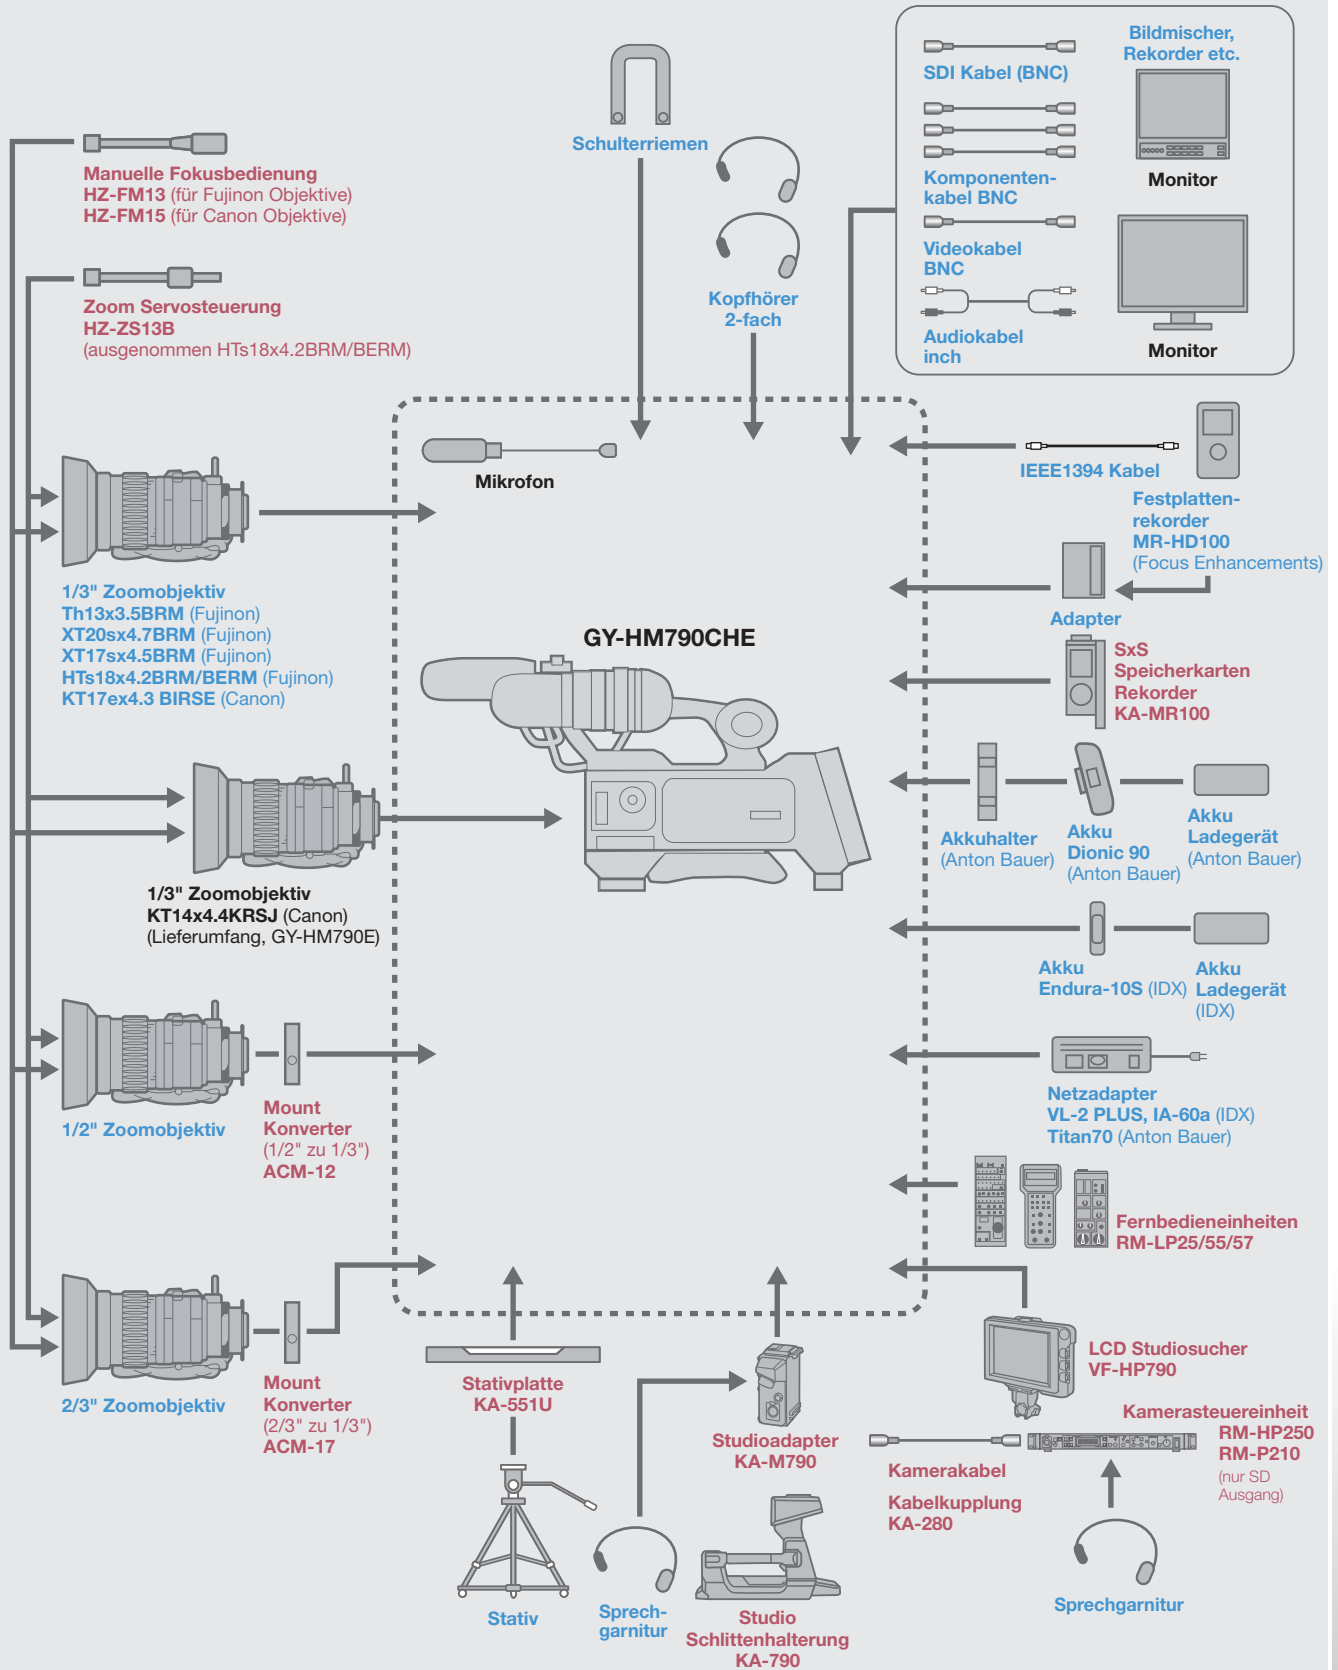 Manuelle Fokusbedienung
HZ-FM13 (für Fujinon Objektive)
HZ-FM15 (für Canon Objektive)
Zoom Servosteuerung
HZ-ZS13B
(ausgenommen HTs18x4.2BRM/BERM)
Schulterriemen
Kopfhörer
2-fach
SDI Kabel (BNC)
Komponenten-
kabel BNC
Videokabel
BNC
Audiokabel
inch
Bildmischer,
Rekorder etc.
Monitor
Monitor
Mikrofon
IEEE1394 Kabel
Festplatten-
rekorder
MR-HD100
(Focus Enhancements)
Adapter
1/3" Zoomobjektiv
Th13x3.5BRM (Fujinon)
XT20sx4.7BRM (Fujinon)
XT17sx4.5BRM (Fujinon)
HTs18x4.2BRM/BERM (Fujinon)
KT17ex4.3 BIRSE (Canon)
GY-HM790CHE
SxS
Speicherkarten
Rekorder
KA-MR100
Akkuhalter
(Anton Bauer)
Akku
Dionic 90
(Anton Bauer)
Akku
Ladegerät
(Anton Bauer)
1/3" Zoomobjektiv
KT14x4.4KRSJ (Canon)
(Lieferumfang, GY-HM790E)
Akku
Endura-10S (IDX)
Akku
Ladegerät
(IDX)
1/2" Zoomobjektiv
Mount
Konverter
(1/2" zu 1/3")
ACM-12
Netzadapter
VL-2 PLUS, IA-60a (IDX)
Titan70 (Anton Bauer)
Fernbedieneinheiten
RM-LP25/55/57
2/3" Zoomobjektiv
Mount
Konverter
(2/3" zu 1/3")
ACM-17
Stativplatte
KA-551U
Studioadapter
KA-M790
LCD Studiosucher
VF-HP790
Kamerasteuereinheit
RM-HP250
RM-P210
(nur SD
Ausgang)
Kamerakabel
Kabelkupplung
KA-280
Stativ
Sprech-
garnitur
Studio
Schlittenhalterung
KA-790
Sprechgarnitur